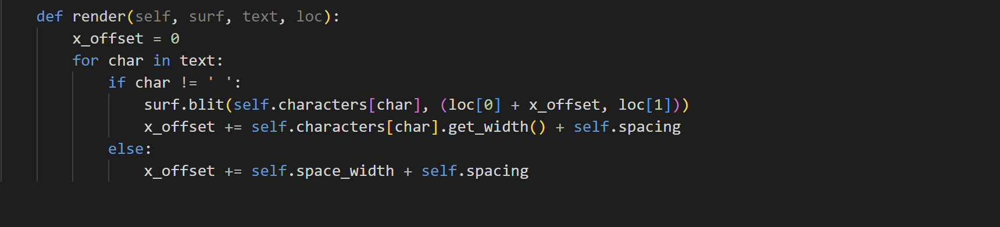 def render(self, surf, text, loc):
    x_offset = 0
    for char in text:
        if char != ' ':
            surf.blit(self.characters[char], (loc[0] + x_offset, loc[1]))
            x_offset += self.characters[char].get_width() + self.spacing
        else:
            x_offset += self.space_width + self.spacing